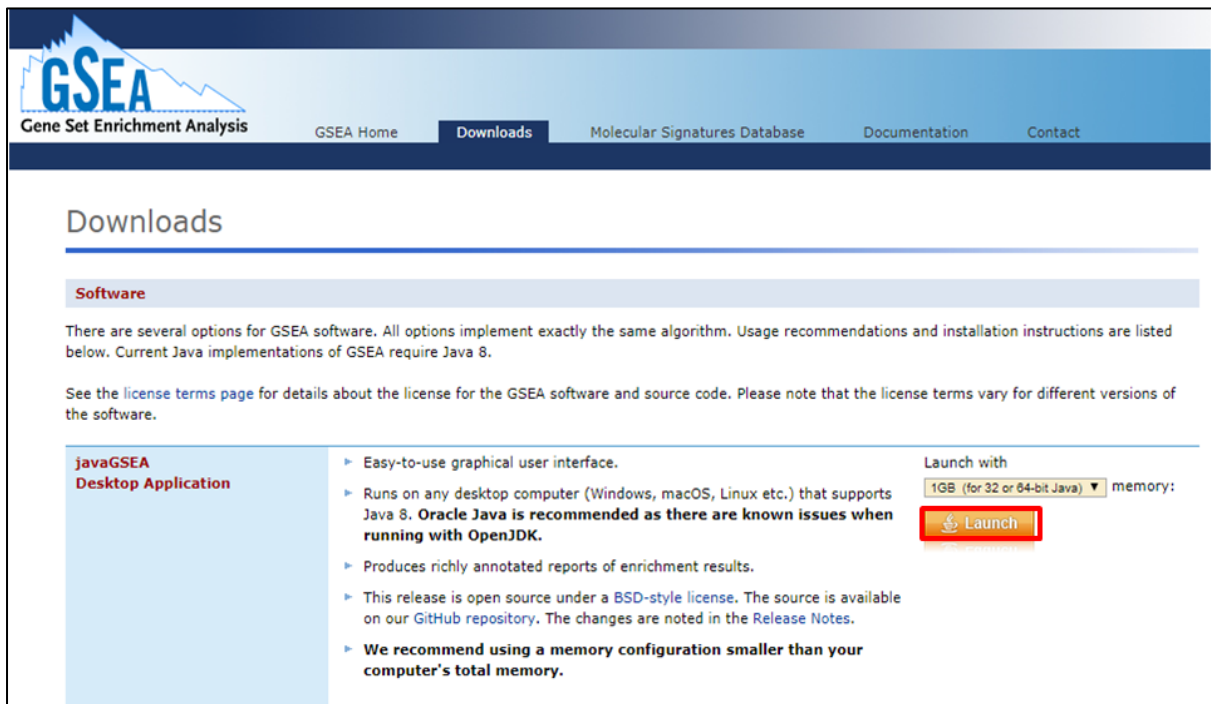 GSEA
Gene Set Enrichment Analysis
GSEA Home
Downloads
Molecular Signatures Database
Documentation
Contact
Downloads
Software
There are several options for GSEA software. All options implement exactly the same algorithm. Usage recommendations and installation instructions are listed
below. Current Java implementations of GSEA require Java 8.
See the license terms page for details about the license for the GSEA software and source code. Please note that the license terms vary for different versions of
the software.
javaGSEA
Desktop Application
Easy-to-use graphical user interface.
Runs on any desktop computer (Windows, macOS, Linux etc.) that supports
Java 8. Oracle Java is recommended as there are known issues when
running with OpenJDK.
Produces richly annotated reports of enrichment results.
This release is open source under a BSD-style license. The source is available
on our GitHub repository. The changes are noted in the Release Notes.
We recommend using a memory configuration smaller than your
computer's total memory.
Launch with
1GB (for 32 or 64-bit Java) ▼ memory:
Launch